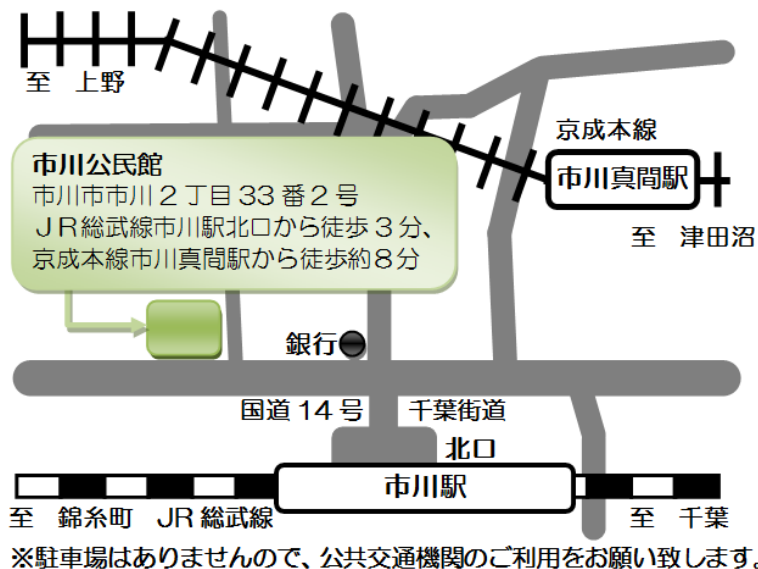 至 上野
京成本線
市川真間駅
至 津田沼
市川公民館
市川市市川2丁目33番2号
JR総武線市川駅北口から徒歩3分、
京成本線市川真間駅から徒歩約8分
銀行
国道14号 千葉街道
北口
市川駅
至 錦糸町 JR総武線 至 千葉
※駐車場はありませんので、公共交通機関のご利用をお願い致します。